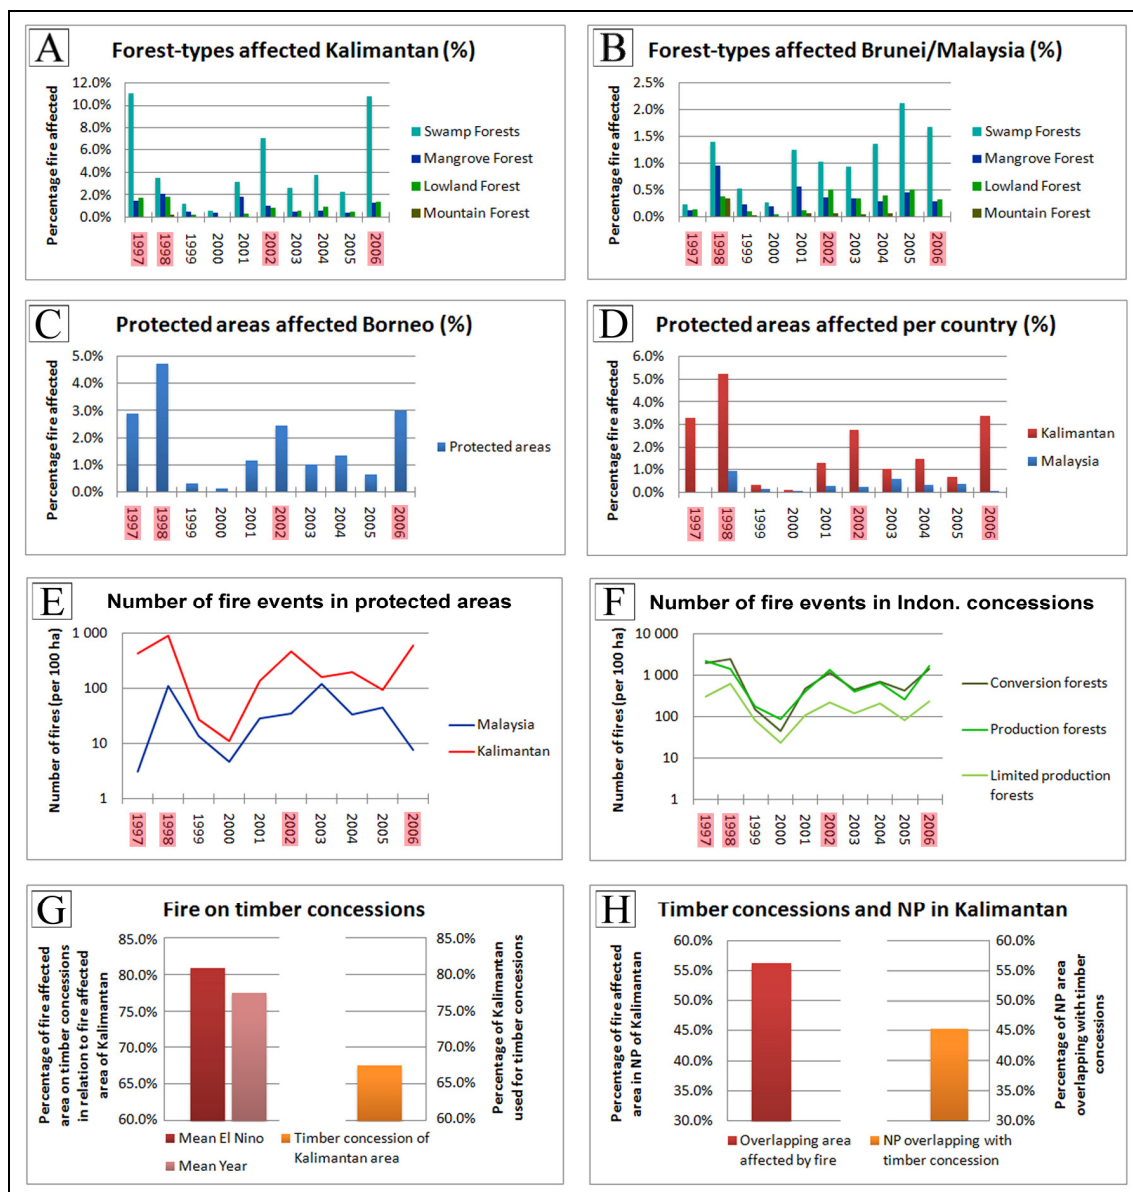 A
Forest-types affected Kalimantan (%)
Percentage fire affected
12.0%
10.0%
8.0%
6.0%
4.0%
2.0%
0.0%
1997
1998
1999
2000
2001
2002
2003
2004
2005
2006
Swamp Forests
Mangrove Forest
Lowland Forest
Mountain Forest
B
Forest-types affected Brunei/Malaysia (%)
Percentage fire affected
2.5%
2.0%
1.5%
1.0%
0.5%
0.0%
1997
1998
1999
2000
2001
2002
2003
2004
2005
2006
Swamp Forests
Mangrove Forest
Lowland Forest
Mountain Forest
C
Protected areas affected Borneo (%)
Percentage fire affected
5.0%
4.0%
3.0%
2.0%
1.0%
0.0%
1997
1998
1999
2000
2001
2002
2003
2004
2005
2006
Protected areas
D
Protected areas affected per country (%)
Percentage fire affected
6.0%
5.0%
4.0%
3.0%
2.0%
1.0%
0.0%
1997
1998
1999
2000
2001
2002
2003
2004
2005
2006
Kalimantan
Malaysia
E
Number of fire events in protected areas
Number of fires (per 100 ha)
1 000
100
10
1
1997
1998
1999
2000
2001
2002
2003
2004
2005
2006
Malaysia
Kalimantan
F
Number of fire events in Indon. concessions
Number of fires (per 100 ha)
10 000
1 000
100
10
1
1997
1998
1999
2000
2001
2002
2003
2004
2005
2006
Conversion forests
Production forests
Limited production
forests
G
Fire on timber concessions
Percentage of fire affected
area on timber concessions
in relation to fire affected
area of Kalimantan
85.0%
80.0%
75.0%
70.0%
65.0%
60.0%
85.0%
80.0%
75.0%
70.0%
65.0%
60.0%
Percentage of Kalimantan
used for timber concessions
Mean El Nino
Mean Year
Timber concession of
Kalimantan area
H
Timber concessions and NP in Kalimantan
Percentage of fire affected
area in NP of Kalimantan
60.0%
55.0%
50.0%
45.0%
40.0%
35.0%
30.0%
60.0%
55.0%
50.0%
45.0%
40.0%
35.0%
30.0%
Percentage of NP area
overlapping with timber
concessions
Overlapping area
affected by fire
NP overlapping with
timber concession